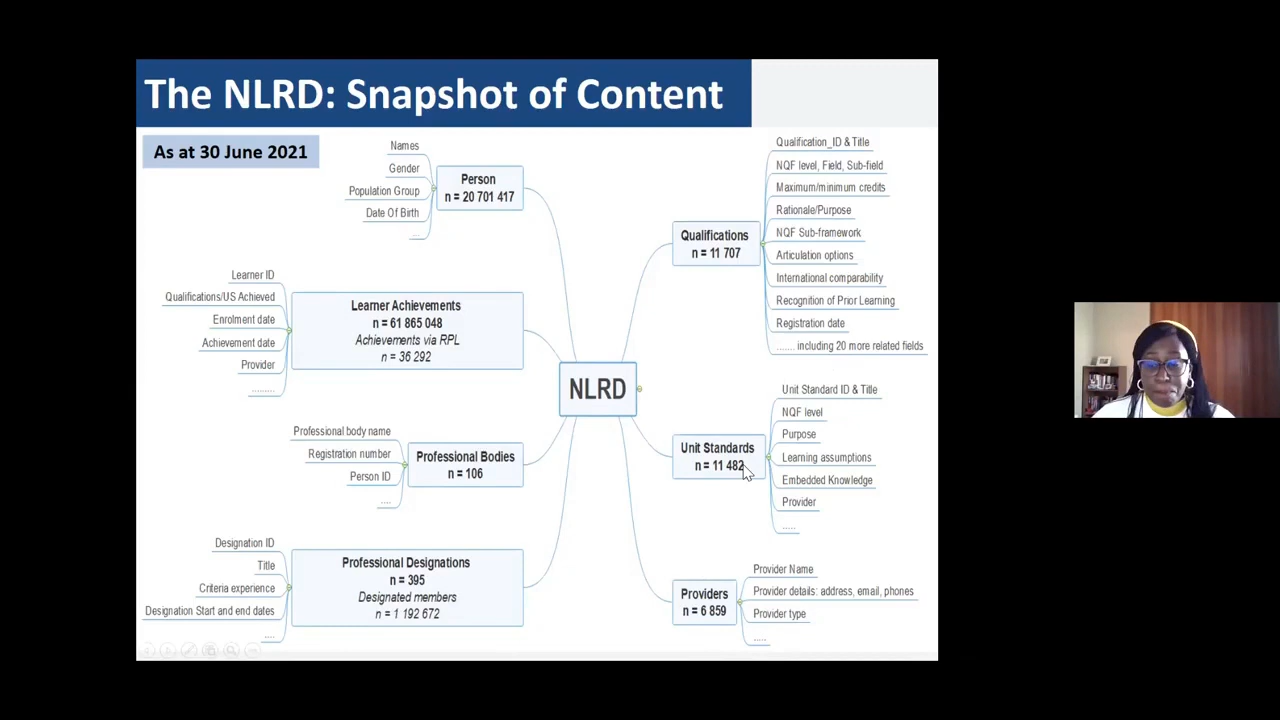 The NLRD: Snapshot of Content
As at 30 June 2021
Names
Gender
Population Group
Date Of Birth
...
Person
n = 20 701 417
Learner ID
Qualifications/US Achieved
Enrolment date
Achievement date
Provider
.........
Learner Achievements
n = 61 865 048
Achievements via RPL
n = 36 292
Professional body name
Registration number
Person ID
....
Professional Bodies
n = 106
Designation ID
Title
Criteria experience
Designation Start and end dates
....
Professional Designations
n = 395
Designated members
n = 1 192 672
NLRD
Qualifications
n = 11 707
Qualification_ID & Title
NQF level, Field, Sub-field
Maximum/minimum credits
Rationale/Purpose
NQF Sub-framework
Articulation options
International comparability
Recognition of Prior Learning
Registration date
....... including 20 more related fields
Unit Standards
n = 11 482
Unit Standard ID & Title
NQF level
Purpose
Learning assumptions
Embedded Knowledge
Provider
.....
Providers
n = 6 859
Provider Name
Provider details: address, email, phones
Provider type
.....